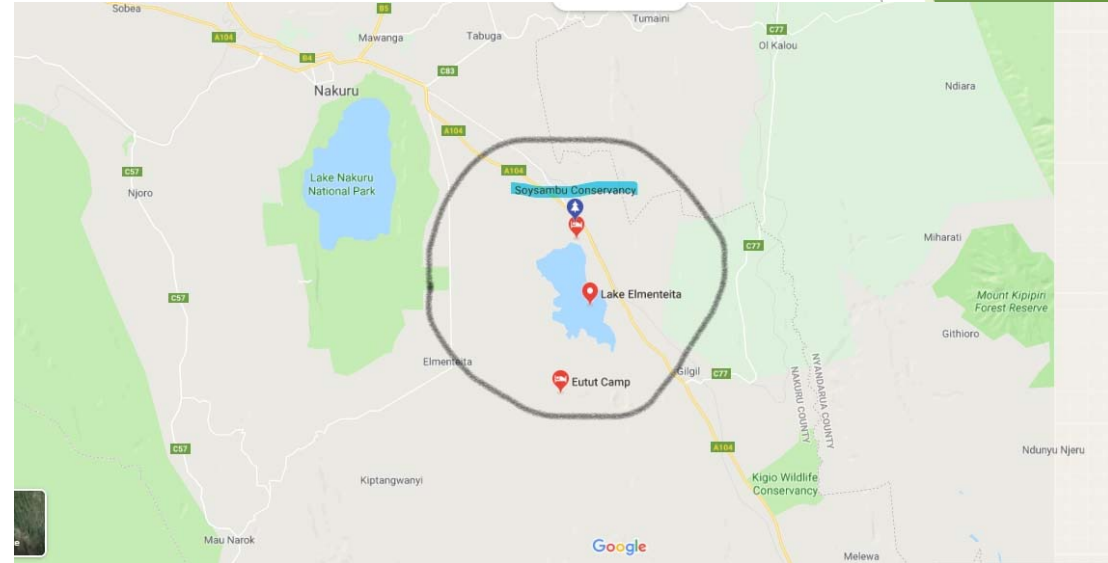 Sobea
B5
Tumaini
A104
Mawanga
Tabuga
C77
Ol Kalou
B4
C83
Nakuru
Ndiara
A104
C57
A104
Lake Nakuru
National Park
Soysambu Conservancy
Njoro
Miharati
C77
C57
Lake Elmenteita
Mount Kipipiri
Forest Reserve
Githioro
Elmenteita
Gilgil
C77
Eutut Camp
NAKURU COUNTY
NYANDARUA COUNTY
C57
A104
Ndunyu Njeru
Kiptangwanyi
Kigio Wildlife
Conservancy
Mau Narok
e
Google
Melewa